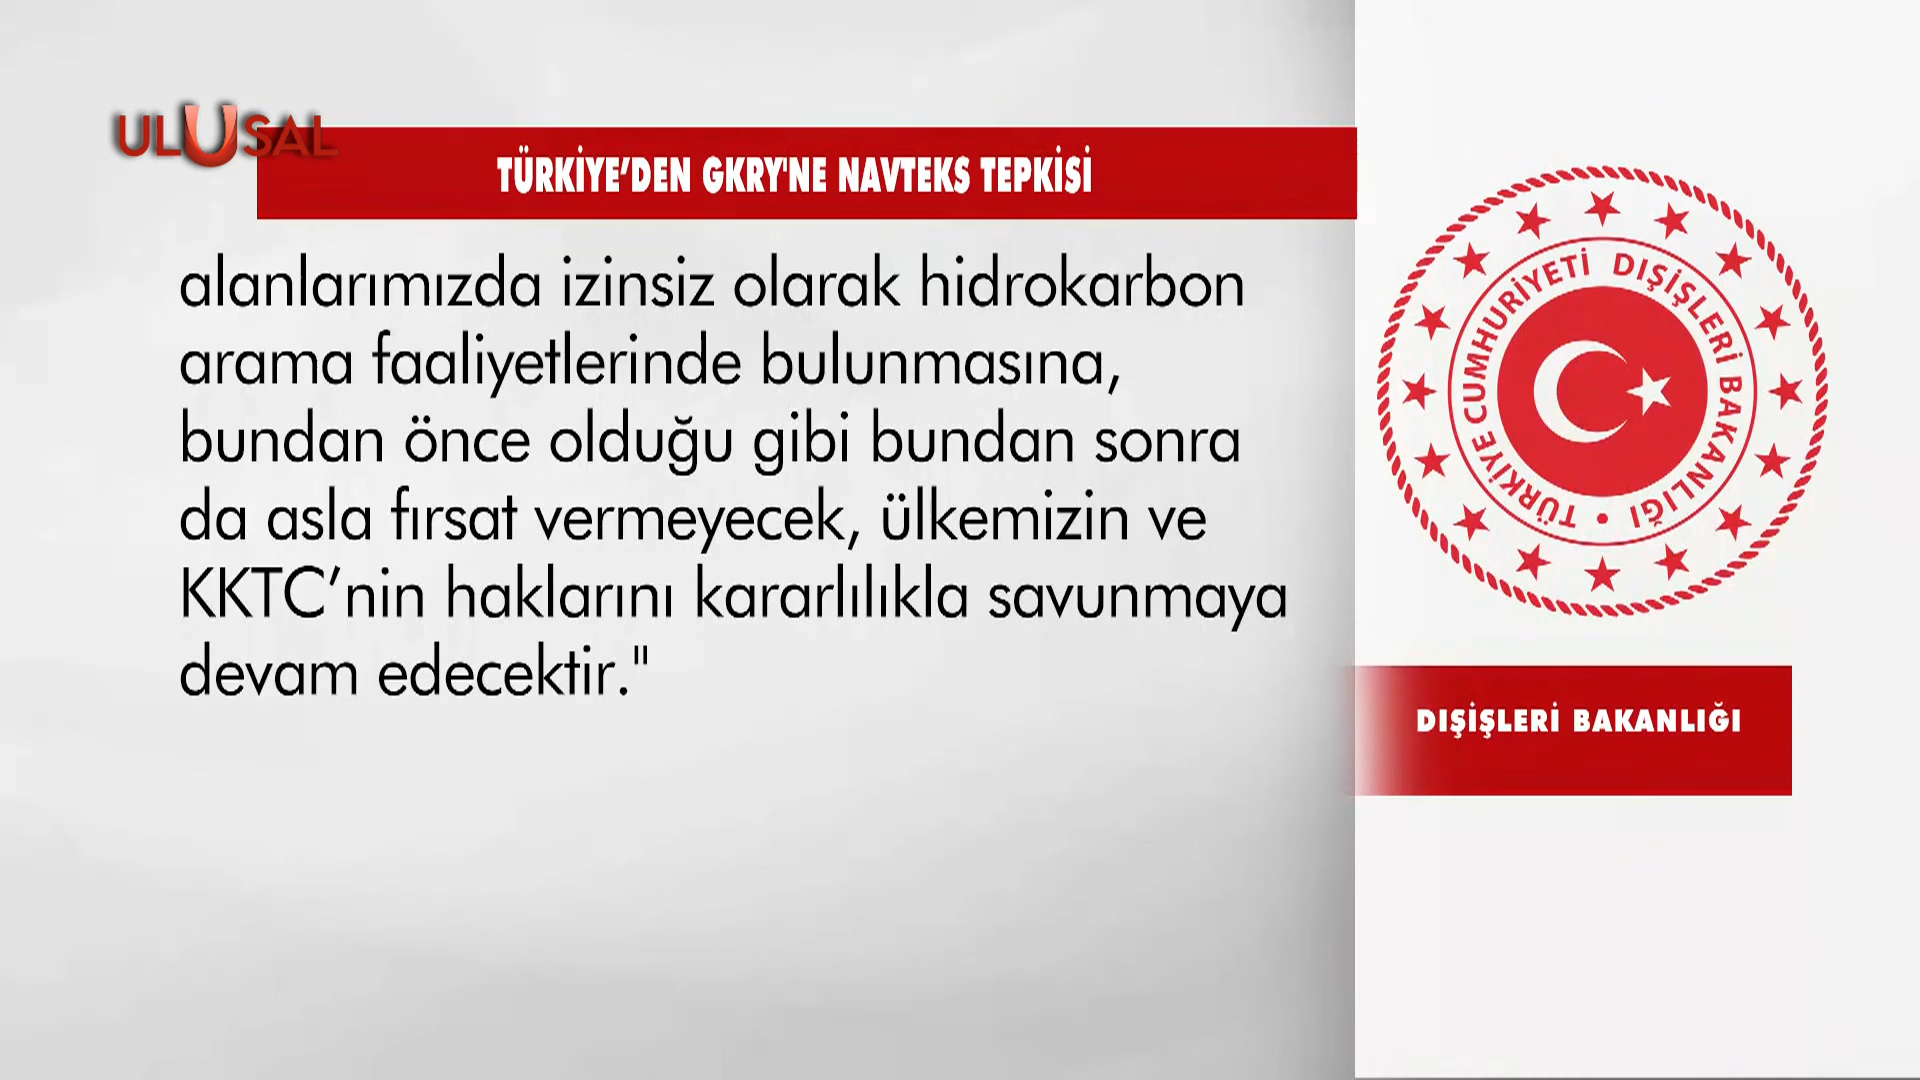 ULUSAL
TÜRKİYE’DEN GKRY'NE NAVTEKS TEPKİSİ
alanlarımızda izinsiz olarak hidrokarbon
arama faaliyetlerinde bulunmasına,
bundan önce olduğu gibi bundan sonra
da asla fırsat vermeyecek, ülkemizin ve
KKTC’nin haklarını kararlılıkla savunmaya
devam edecektir."
TÜRKİYE CUMHURİYETİ DIŞİŞLERİ BAKANLIĞI •
DIŞİŞLERİ BAKANLIĞI